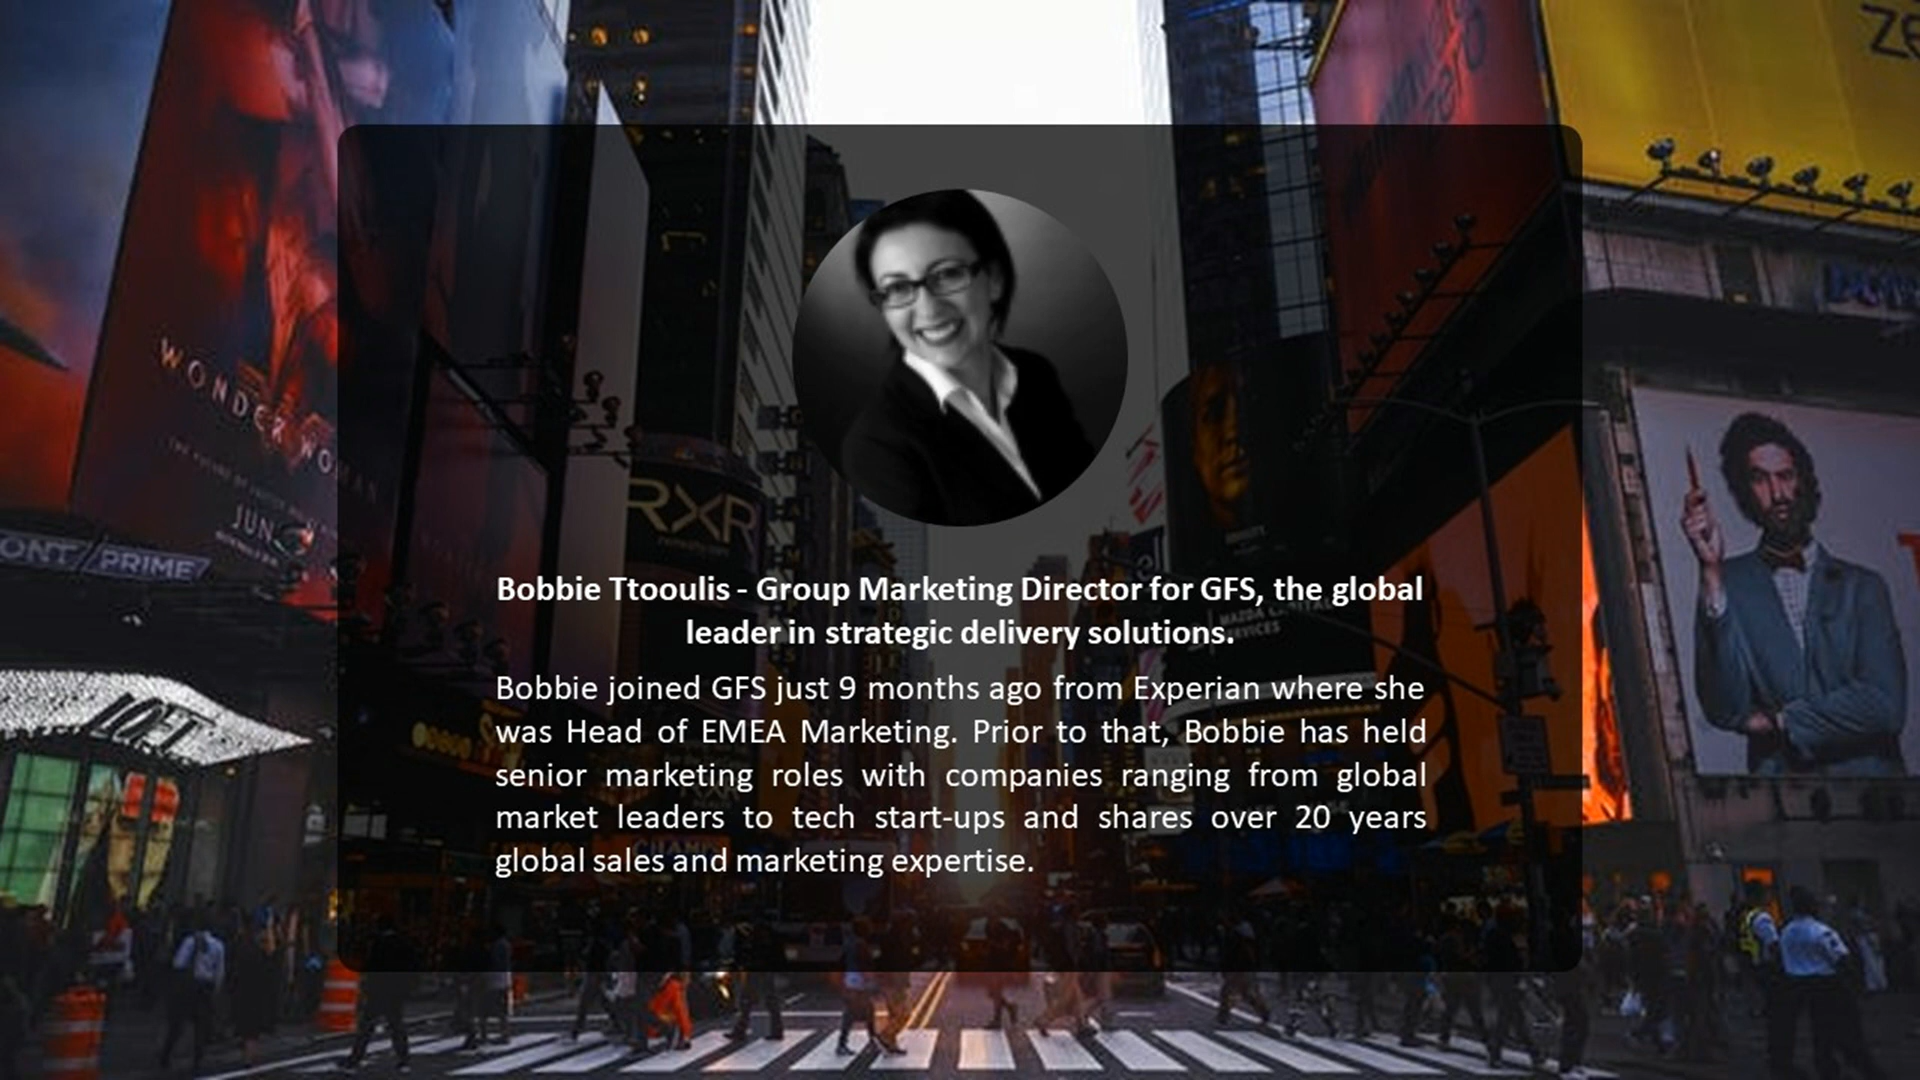 ZE
WONDER WOMAN
JUN
ONT/PRIME
RXR
LOFT
Bobbie Ttooulis - Group Marketing Director for GFS, the global
leader in strategic delivery solutions.
Bobbie joined GFS just 9 months ago from Experian where she
was Head of EMEA Marketing. Prior to that, Bobbie has held
senior marketing roles with companies ranging from global
market leaders to tech start-ups and shares over 20 years
global sales and marketing expertise.